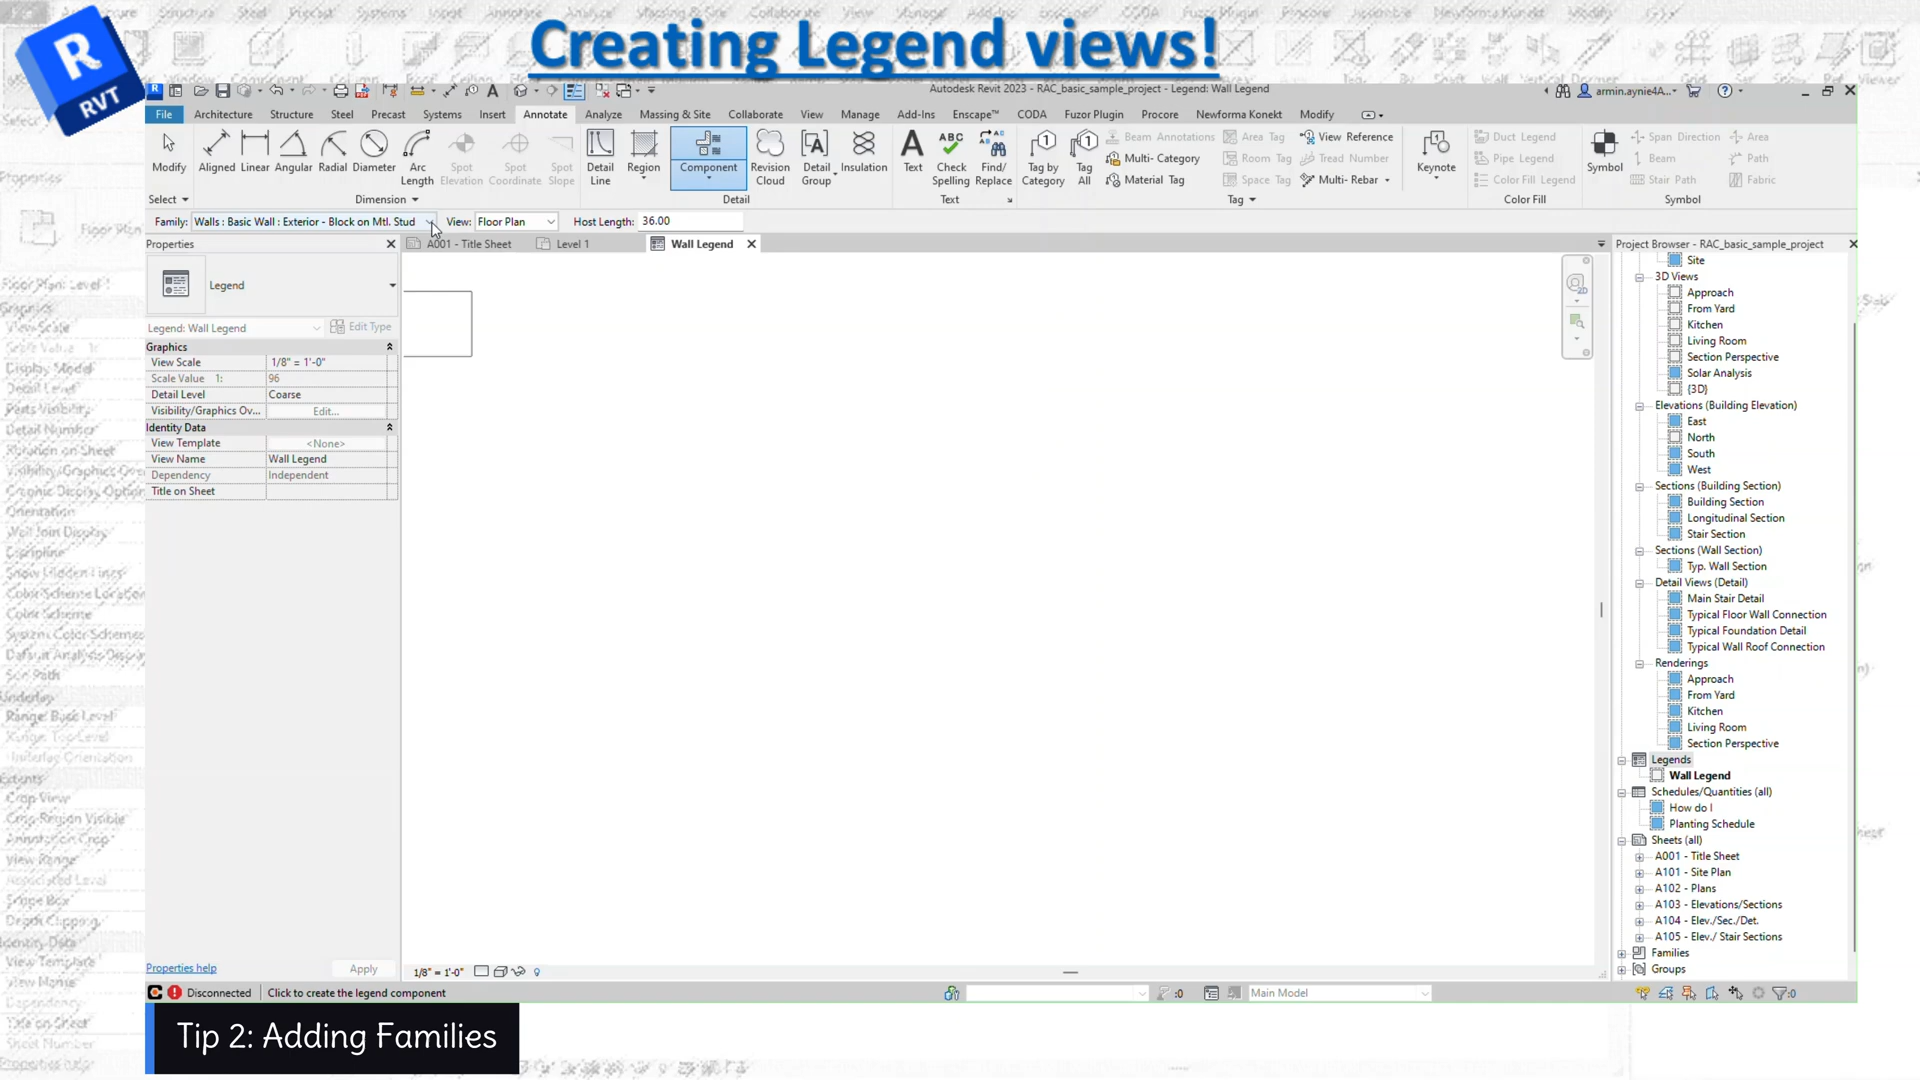 Creating Legend views!
R
RVT
Autodesk Revit 2023 - RAC_basic_sample_project - Legend: Wall Legend
armin.aynie4A...
File Architecture Structure Steel Precast Systems Insert Annotate Analyze Massing & Site Collaborate View Manage Add-Ins Enscape™ CODA Fuzor Plugin Procore Newforma Konekt Modify
Modify Aligned Linear Angular Radial Diameter Arc Length Spot Elevation Spot Coordinate Spot Slope Detail Line Region Component Revision Cloud Detail Group Insulation Text Check Spelling Find/ Replace Tag by Category Tag All
Beam Annotations Area Tag View Reference
Multi- Category Room Tag Tread Number
Material Tag Space Tag Multi- Rebar
Keynote
Duct Legend
Pipe Legend
Color Fill Legend
Symbol
Span Direction Area
Beam Path
Stair Path Fabric
Select Dimension Detail Text Tag Color Fill Symbol
Family: Walls : Basic Wall : Exterior - Block on Mtl. Stud View: Floor Plan Host Length: 36.00
Properties
A001 - Title Sheet Level 1 Wall Legend
Legend
Legend: Wall Legend Edit Type
Graphics
View Scale 1/8" = 1'-0"
Scale Value 1: 96
Detail Level Coarse
Visibility/Graphics Ov... Edit...
Identity Data
View Template <None>
View Name Wall Legend
Dependency Independent
Title on Sheet
Properties help Apply
1/8" = 1'-0"
Project Browser - RAC_basic_sample_project
Site
3D Views
Approach
From Yard
Kitchen
Living Room
Section Perspective
Solar Analysis
{3D}
Elevations (Building Elevation)
East
North
South
West
Sections (Building Section)
Building Section
Longitudinal Section
Stair Section
Sections (Wall Section)
Typ. Wall Section
Detail Views (Detail)
Main Stair Detail
Typical Floor Wall Connection
Typical Foundation Detail
Typical Wall Roof Connection
Renderings
Approach
From Yard
Kitchen
Living Room
Section Perspective
Legends
Wall Legend
Schedules/Quantities (all)
How do I
Planting Schedule
Sheets (all)
A001 - Title Sheet
A101 - Site Plan
A102 - Plans
A103 - Elevations/Sections
A104 - Elev./Sec./Det.
A105 - Elev./ Stair Sections
Families
Groups
Disconnected Click to create the legend component
:0 Main Model :0
Tip 2: Adding Families